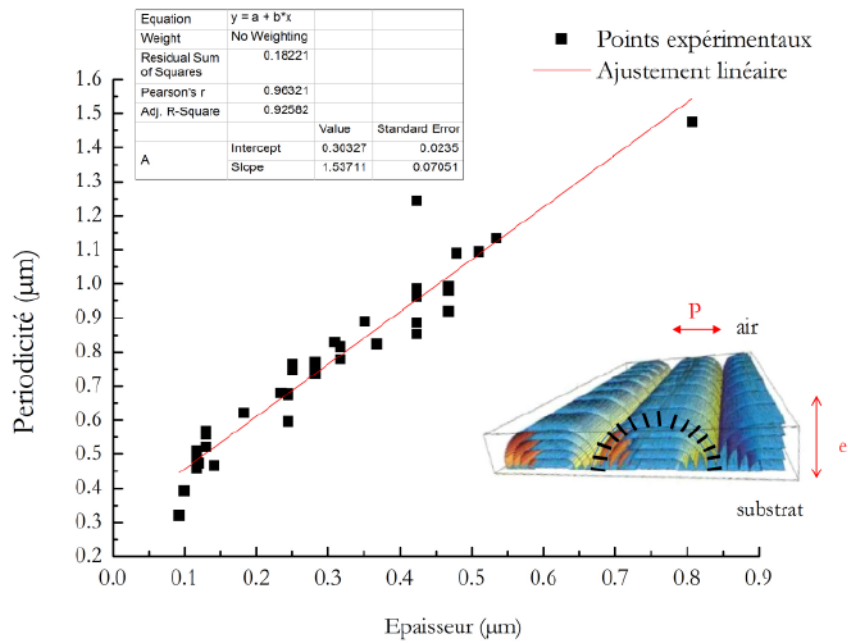 Equation y = a + b*x
Weight No Weighting
Residual Sum of Squares 0.18221
Pearson's r 0.96321
Adj. R-Square 0.92582
Value Standard Error
A Intercept 0.30327 0.0235
Slope 1.53711 0.07051
Points expérimentaux
Ajustement linéaire
1.6
1.5
1.4
1.3
1.2
1.1
1.0
0.9
0.8
0.7
0.6
0.5
0.4
0.3
0.2
Periodicité (µm)
P
air
e
substrat
0.0 0.1 0.2 0.3 0.4 0.5 0.6 0.7 0.8 0.9
Epaisseur (µm)